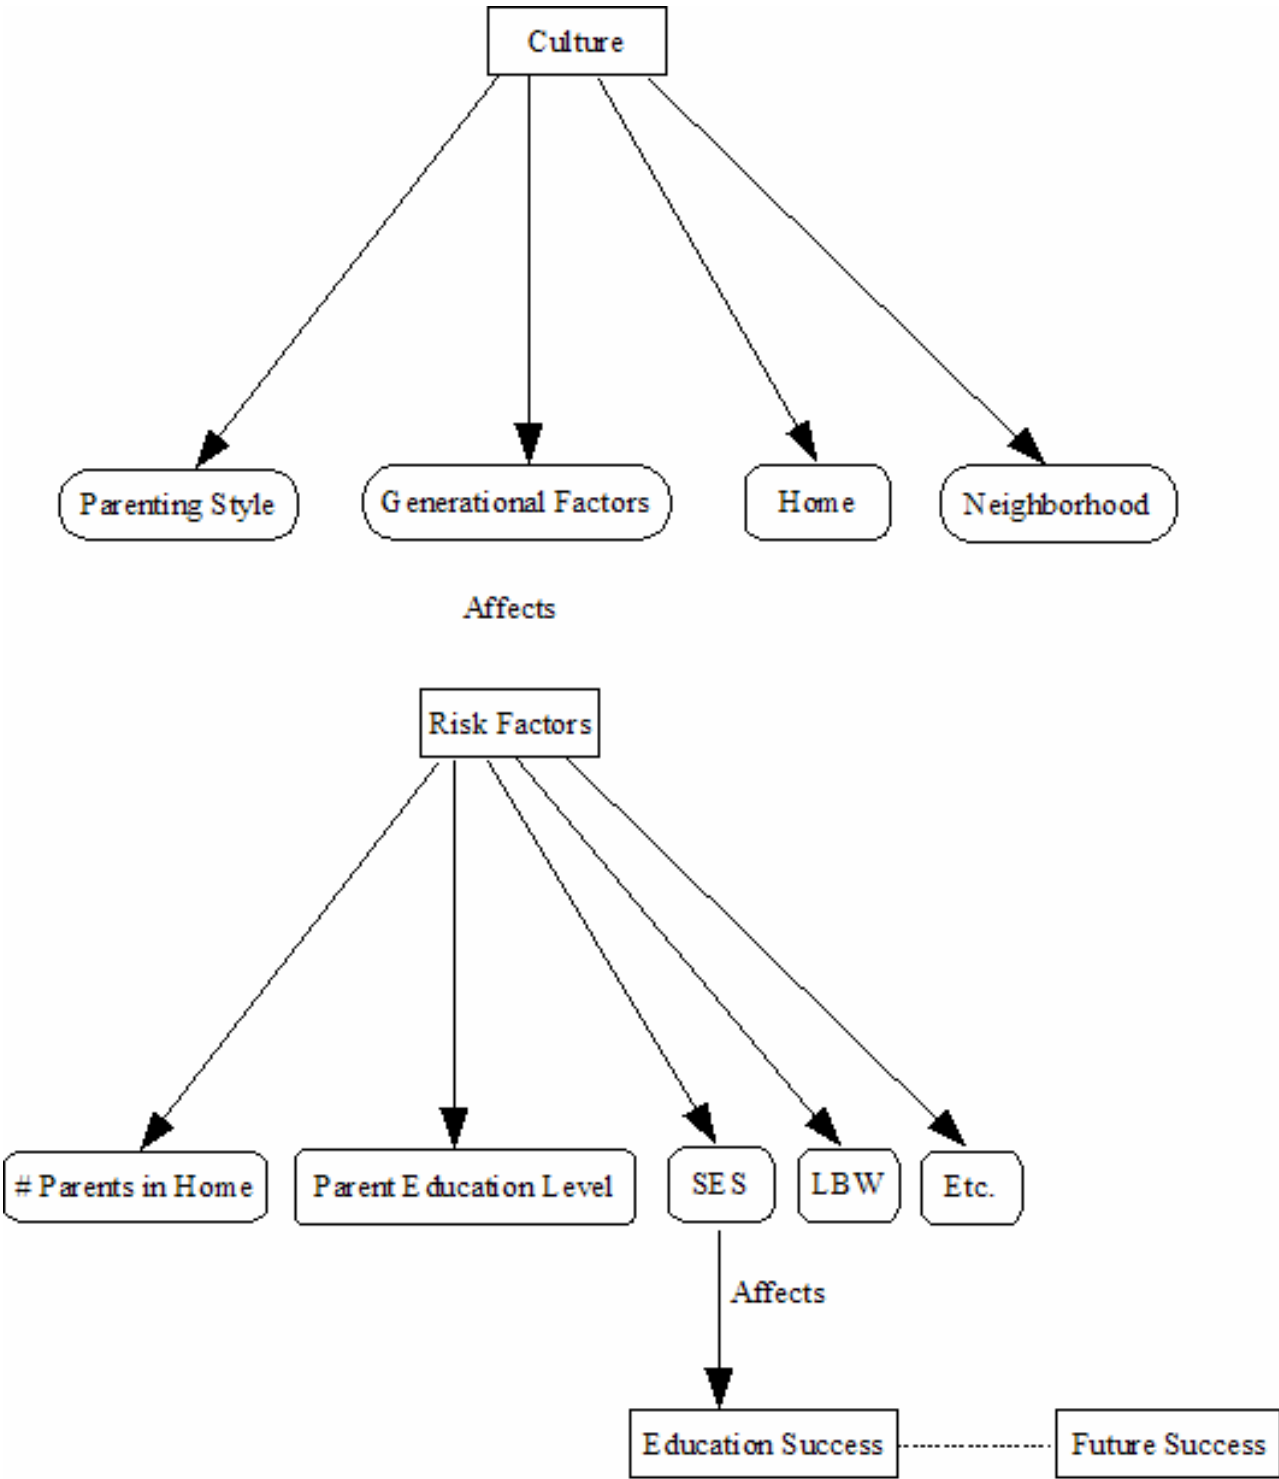 Culture
Parenting Style
Generational Factors
Home
Neighborhood
Affects
Risk Factors
# Parents in Home
Parent Education Level
SES
LBW
Etc.
Affects
Education Success
Future Success